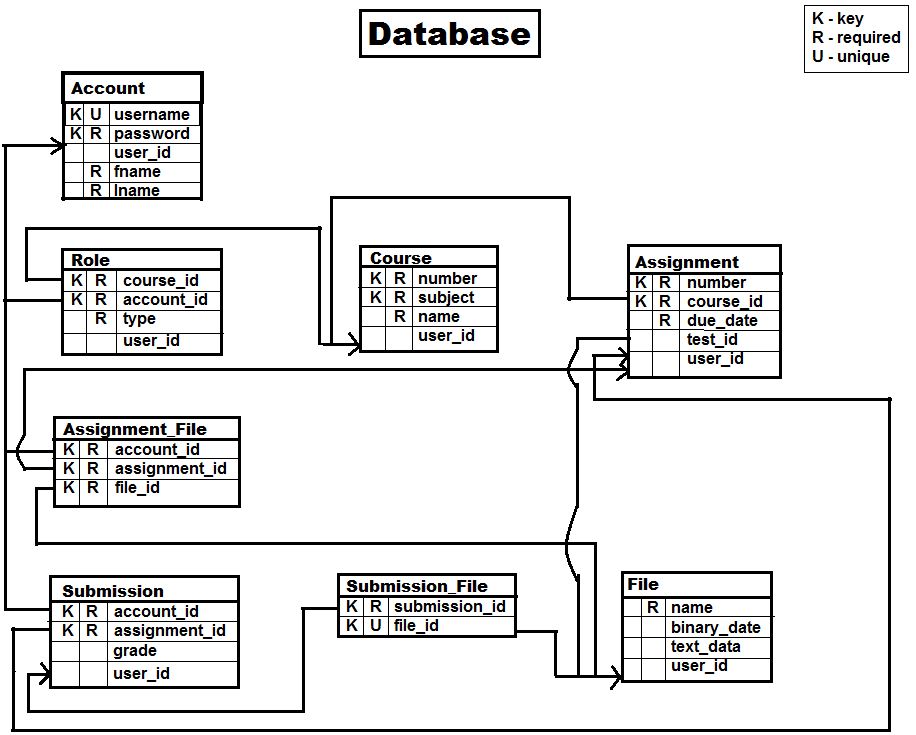 Database
K - key
R - required
U - unique
Account
K U username
K R password
user_id
R fname
R lname
Role
K R course_id
K R account_id
R type
user_id
Course
K R number
K R subject
R name
user_id
Assignment
K R number
K R course_id
R due_date
test_id
user_id
Assignment_File
K R account_id
K R assignment_id
K R file_id
Submission
K R account_id
K R assignment_id
grade
user_id
Submission_File
K R submission_id
K U file_id
File
R name
binary_date
text_data
user_id